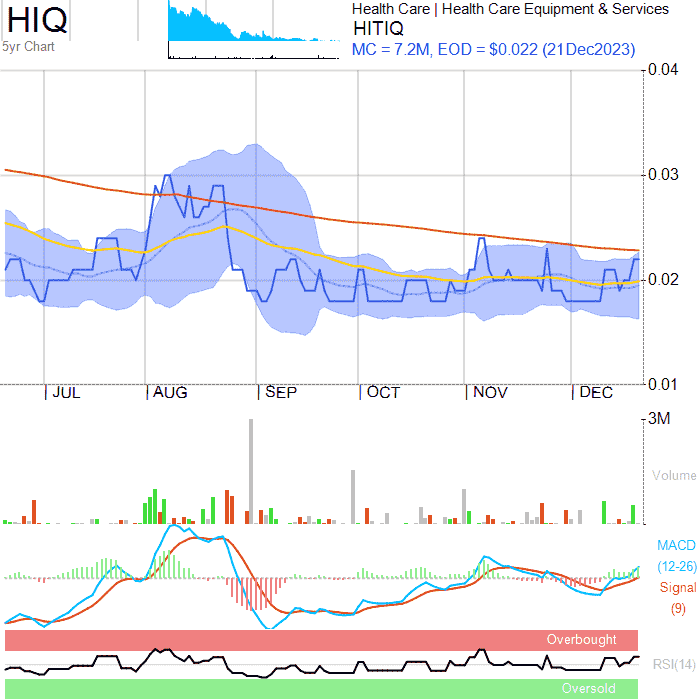 HIQ
5yr Chart
Health Care | Health Care Equipment & Services
HITIQ
MC = 7.2M, EOD = $0.022 (21Dec2023)
0.04
0.03
0.02
0.01
JUL
AUG
SEP
OCT
NOV
DEC
3M
Volume
MACD
(12-26)
Signal
(9)
Overbought
RSI(14)
Oversold